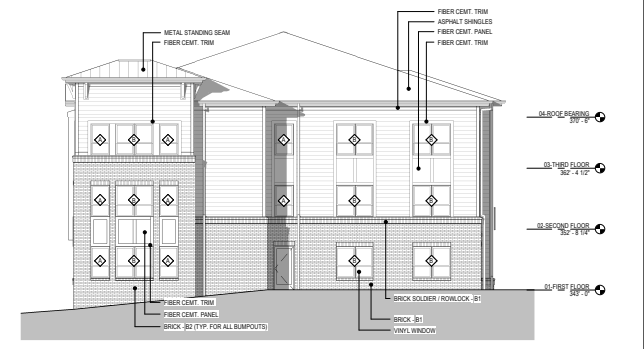 FIBER CEMT. TRIM
ASPHALT SHINGLES
FIBER CEMT. PANEL
FIBER CEMT. TRIM
METAL STANDING SEAM
FIBER CEMT. TRIM
04-ROOF BEARING
370' - 6"
A B A A B B
03-THIRD FLOOR
362' - 4 1/2"
A B A A B B
02-SECOND FLOOR
352' - 8 1/4"
A B A B B
01-FIRST FLOOR
343' - 0"
FIBER CEMT. TRIM
FIBER CEMT. PANEL
BRICK - B2 (TYP. FOR ALL BUMPOUTS)
BRICK SOLDIER / ROWLOCK - B1
BRICK - B1
VINYL WINDOW